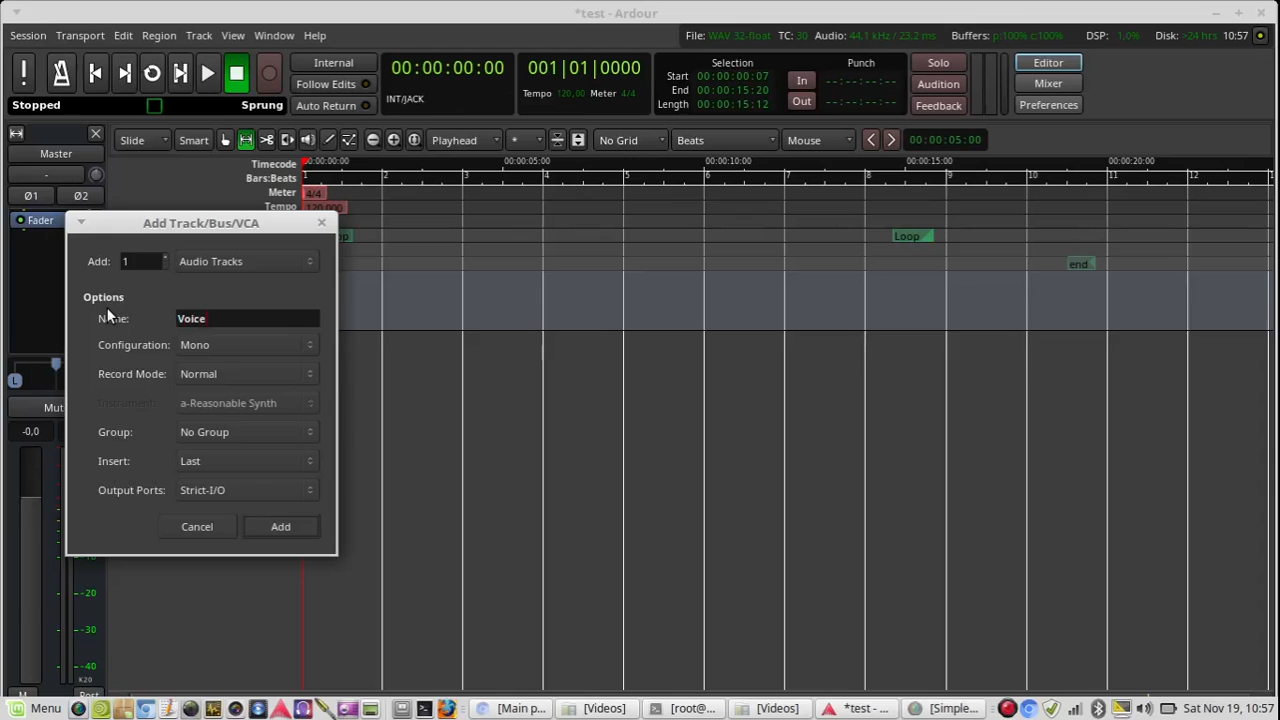 *test - Ardour
Session Transport Edit Region Track View Window Help
File: WAV 32-float TC: 30 Audio: 44.1 kHz / 23.2 ms Buffers: p:100% c:100% DSP: 1,0% Disk: >24 hrs 10:57
Internal
Follow Edits
Auto Return
Stopped
Sprung
00:00:00:00
INT/JACK
001|01|0000
Tempo 120,00 Meter 4/4
Selection
Start 00:00:00:07
End 00:00:15:20
Length 00:00:15:12
Punch
In --:--:--:--
Out --:--:--:--
Solo
Audition
Feedback
Editor
Mixer
Preferences
Slide Smart Playhead * No Grid Beats Mouse 00:00:05:00
Master
-
Ø1 Ø2
Fader
L
-0,0
-20
-30
-40
K20
M
Timecode 00:00:00:00 00:00:05:00 00:00:10:00 00:00:15:00 00:00:20:00
Bars:Beats 1 2 3 4 5 6 7 8 9 10 11 12 1
Meter 4/4
Tempo 120,000
Loop
end
Add Track/Bus/VCA
Add: 1 Audio Tracks
Options
Name: Voice
Configuration: Mono
Record Mode: Normal
Instrument: a-Reasonable Synth
Group: No Group
Insert: Last
Output Ports: Strict-I/O
Cancel Add
Menu [Main p... [Videos] [root@... [Videos] *test -... [Simple... Sat Nov 19, 10:57